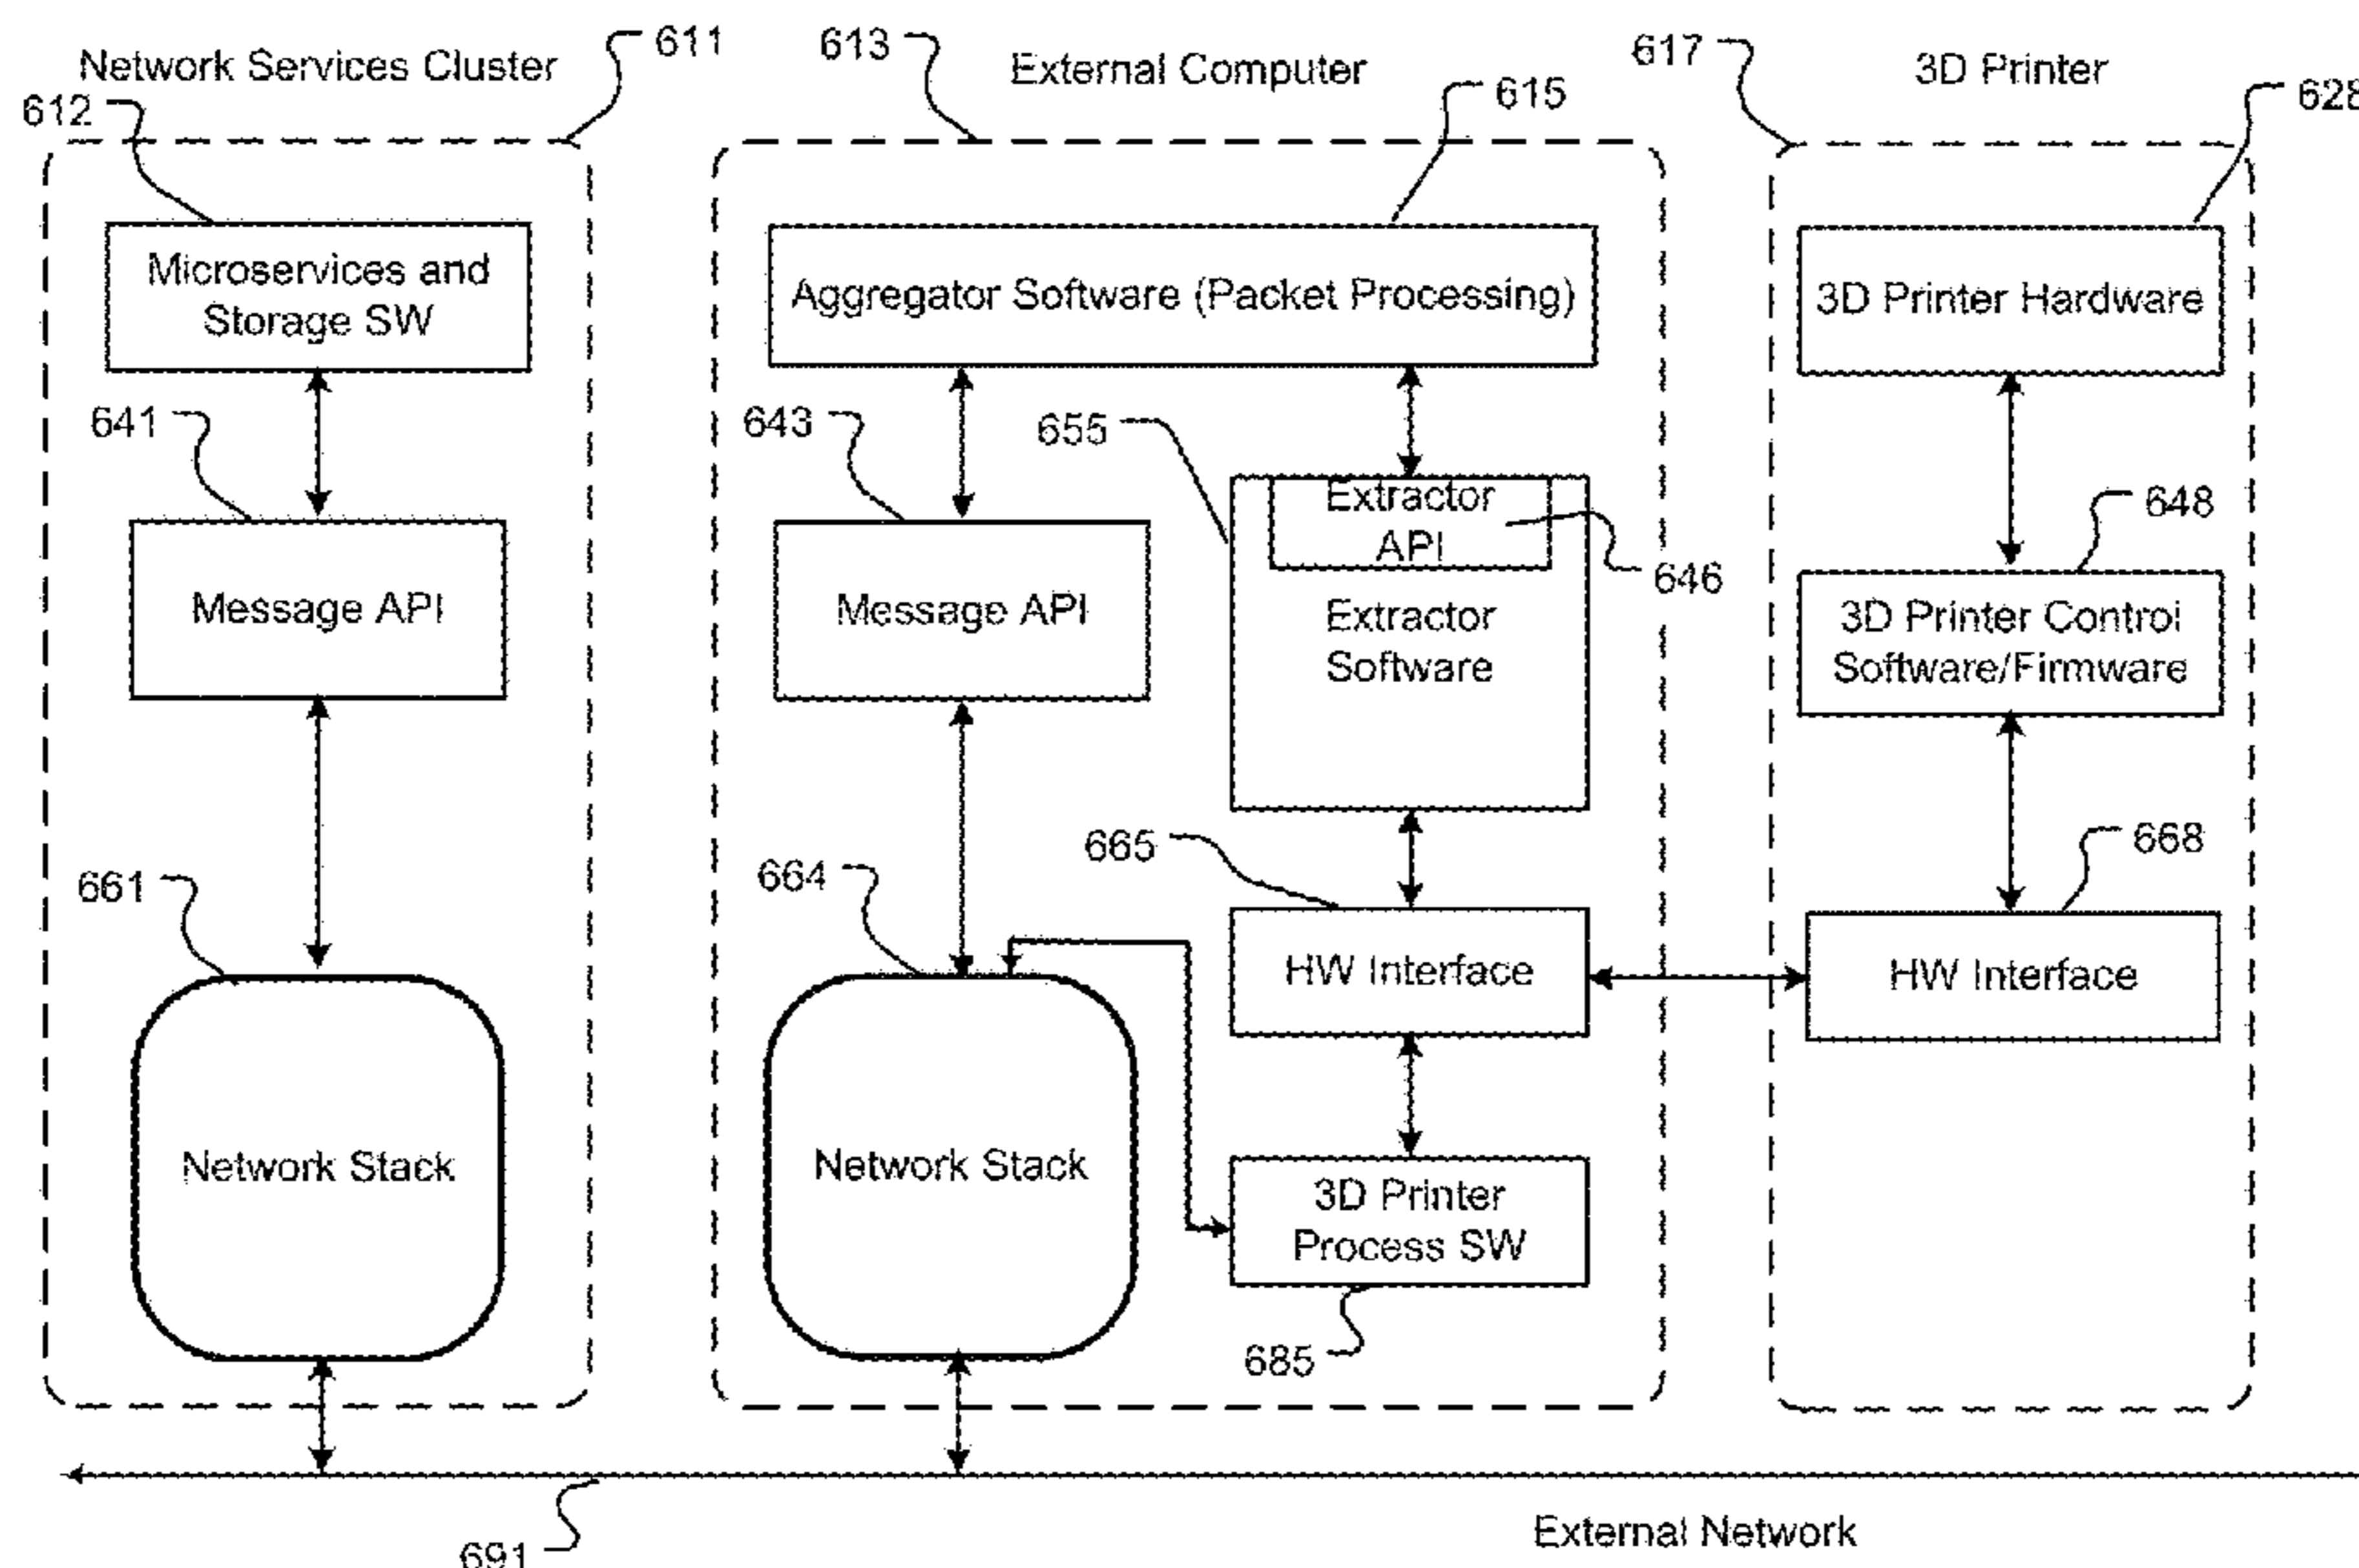 Network Services Cluster
611
613
External Computer
617
3D Printer
612
615
628
Microservices and
Storage SW
Aggregator Software (Packet Processing)
3D Printer Hardware
641
643
655
Extractor
API
648
646
Message API
Message API
Extractor
Software
3D Printer Control
Software/Firmware
661
664
665
668
HW Interface
HW Interface
Network Stack
Network Stack
3D Printer
Process SW
685
External Network
691